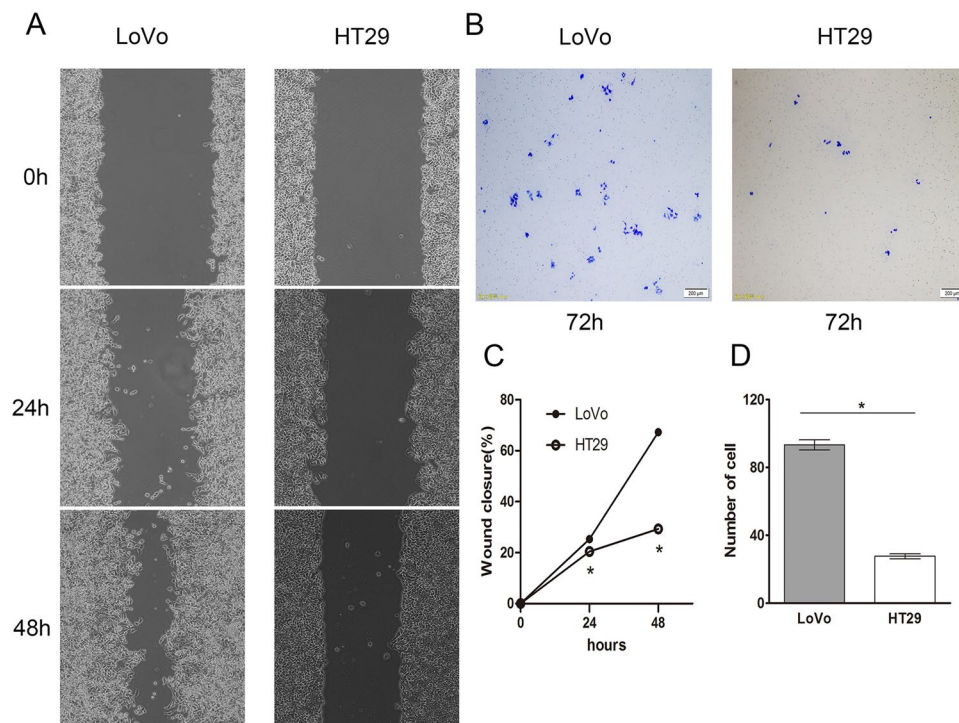 A
LoVo
HT29
0h
24h
48h
B
LoVo
HT29
200 µm
200 µm
72h
72h
C
Wound closure(%)
80
60
40
20
0
LoVo
HT29
*
*
0
24
48
hours
D
Number of cell
120
80
40
0
*
LoVo
HT29